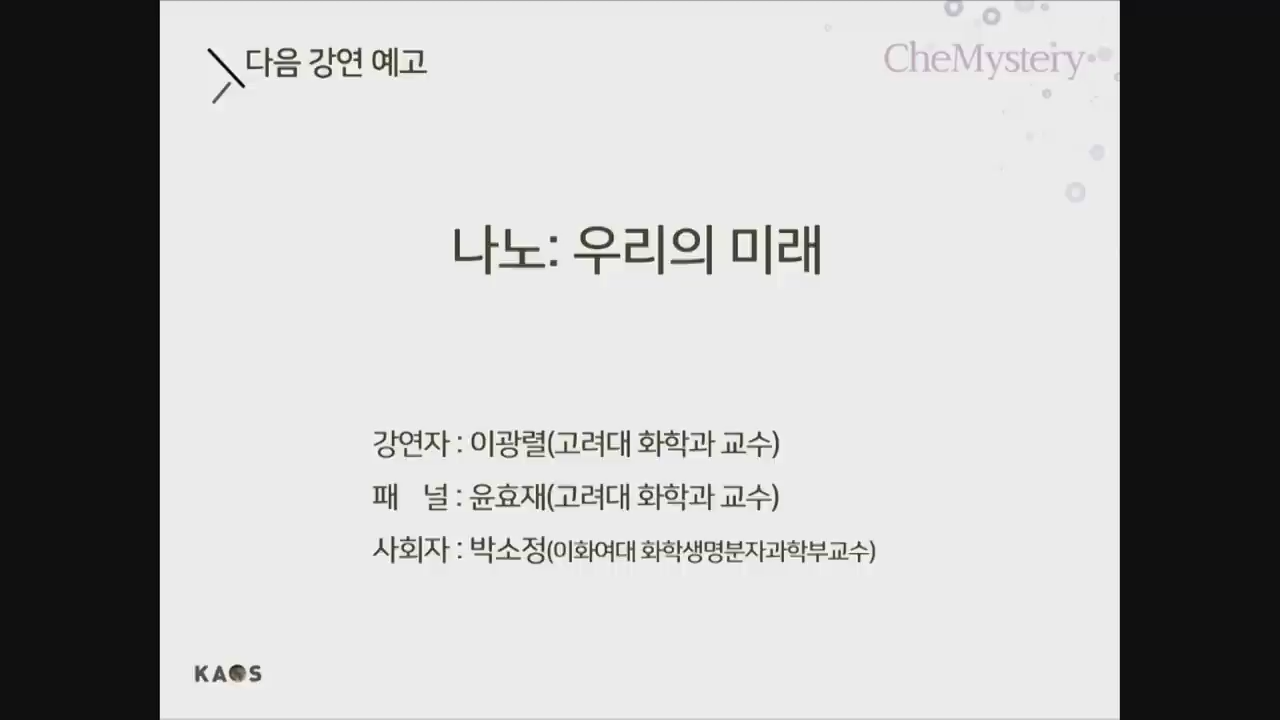 다음 강연 예고
CheMystery
나노: 우리의 미래
강연자 : 이광렬(고려대 화학과 교수)
패 널 : 윤효재(고려대 화학과 교수)
사회자 : 박소정(이화여대 화학생명분자과학부교수)
KAOS